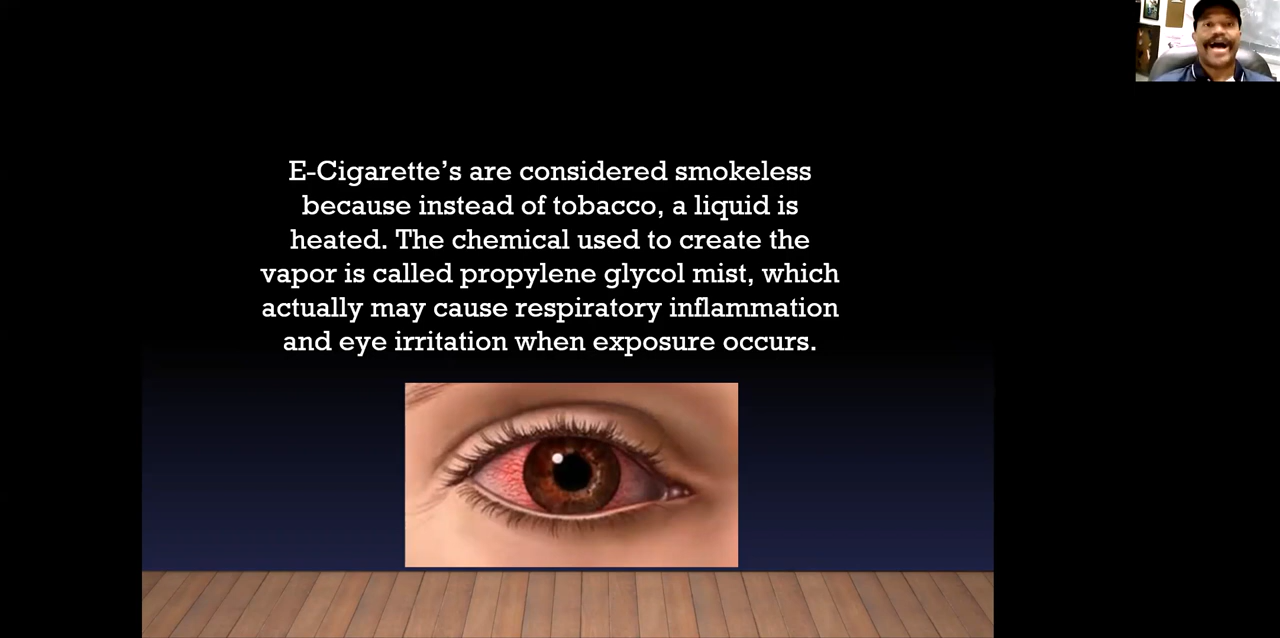 E-Cigarette’s are considered smokeless
because instead of tobacco, a liquid is
heated. The chemical used to create the
vapor is called propylene glycol mist, which
actually may cause respiratory inflammation
and eye irritation when exposure occurs.